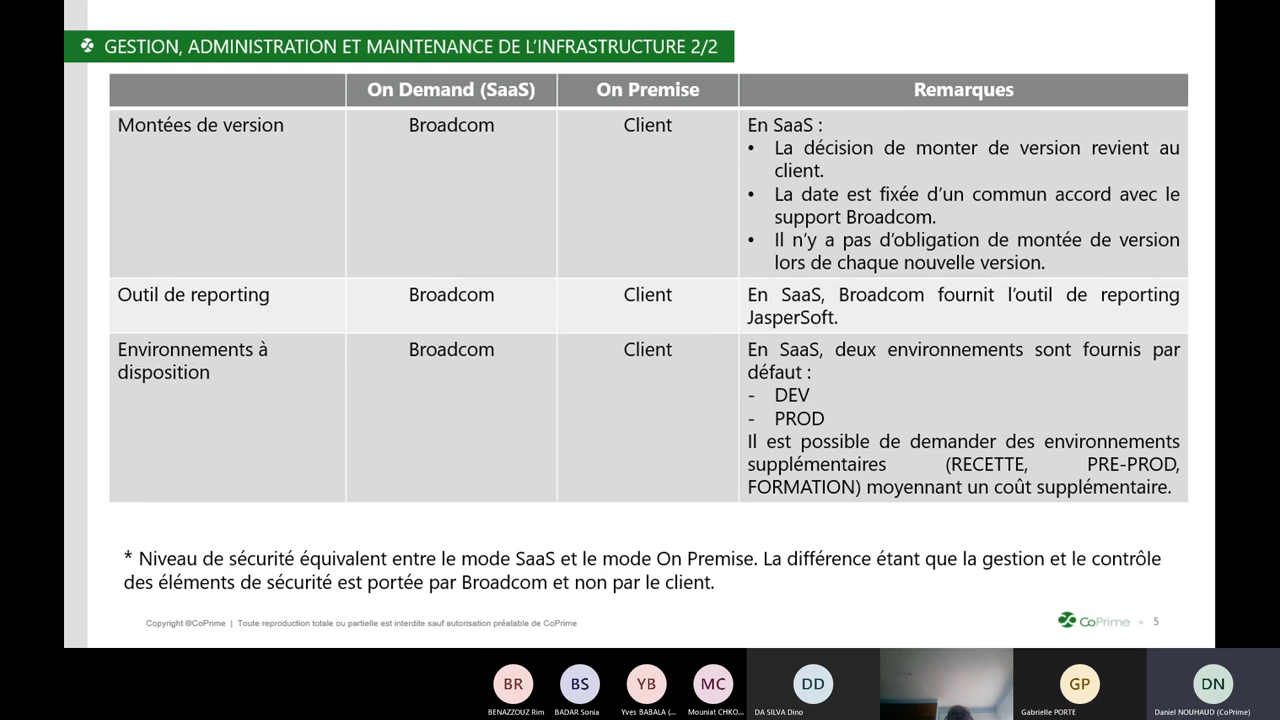 GESTION, ADMINISTRATION ET MAINTENANCE DE L'INFRASTRUCTURE 2/2
On Demand (SaaS) On Premise Remarques
Montées de version Broadcom Client En SaaS :
• La décision de monter de version revient au
client.
• La date est fixée d'un commun accord avec le
support Broadcom.
• Il n'y a pas d'obligation de montée de version
lors de chaque nouvelle version.
Outil de reporting Broadcom Client En SaaS, Broadcom fournit l'outil de reporting
JasperSoft.
Environnements à Broadcom Client En SaaS, deux environnements sont fournis par
disposition défaut :
- DEV
- PROD
Il est possible de demander des environnements
supplémentaires (RECETTE, PRE-PROD,
FORMATION) moyennant un coût supplémentaire.
* Niveau de sécurité équivalent entre le mode SaaS et le mode On Premise. La différence étant que la gestion et le contrôle
des éléments de sécurité est portée par Broadcom et non par le client.
Copyright ©CoPrime | Toute reproduction totale ou partielle est interdite sauf autorisation préalable de CoPrime
CoPrime 5
BR BS YB MC DD GP DN
BENAZZOUZ Rim BADAR Sonia Yves BABALA (... Mouniat CHKO... DA SILVA Dino Gabrielle PORTE Daniel NOUHAUD (CoPrime)